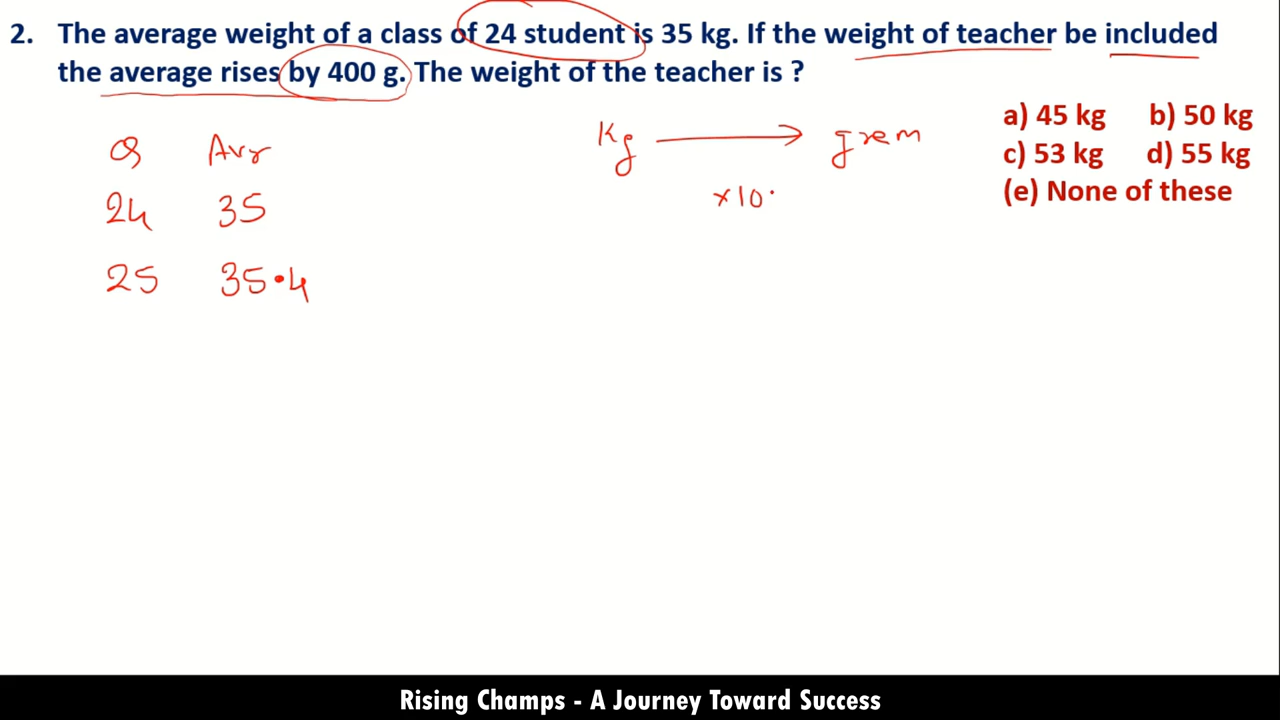 2. The average weight of a class of 24 student is 35 kg. If the weight of teacher be included
the average rises by 400 g. The weight of the teacher is ?
a) 45 kg b) 50 kg
c) 53 kg d) 55 kg
(e) None of these
Kg grem
×10
Avr
24 35
25 35.4
Rising Champs - A Journey Toward Success